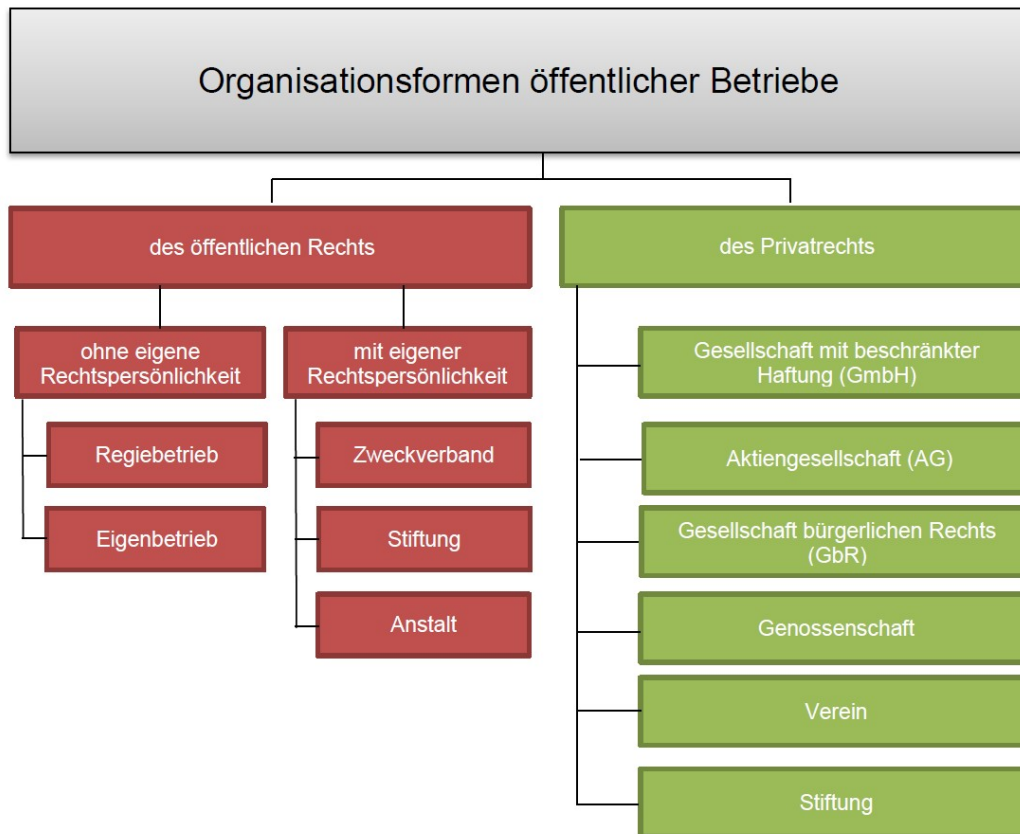 Organisationsformen öffentlicher Betriebe
des öffentlichen Rechts
des Privatrechts
ohne eigene
Rechtspersönlichkeit
mit eigener
Rechtspersönlichkeit
Regiebetrieb
Eigenbetrieb
Zweckverband
Stiftung
Anstalt
Gesellschaft mit beschränkter
Haftung (GmbH)
Aktiengesellschaft (AG)
Gesellschaft bürgerlichen Rechts
(GbR)
Genossenschaft
Verein
Stiftung